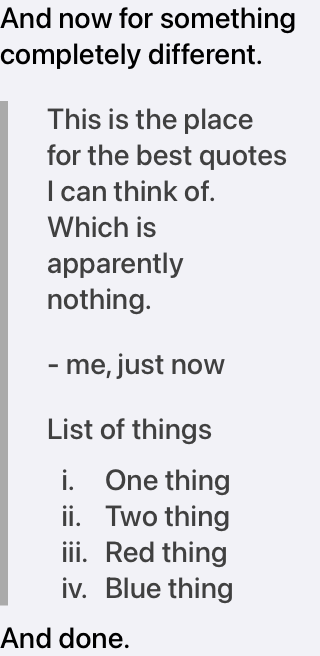 And now for something
completely different.
This is the place
for the best quotes
I can think of.
Which is
apparently
nothing.
- me, just now
List of things
i. One thing
ii. Two thing
iii. Red thing
iv. Blue thing
And done.